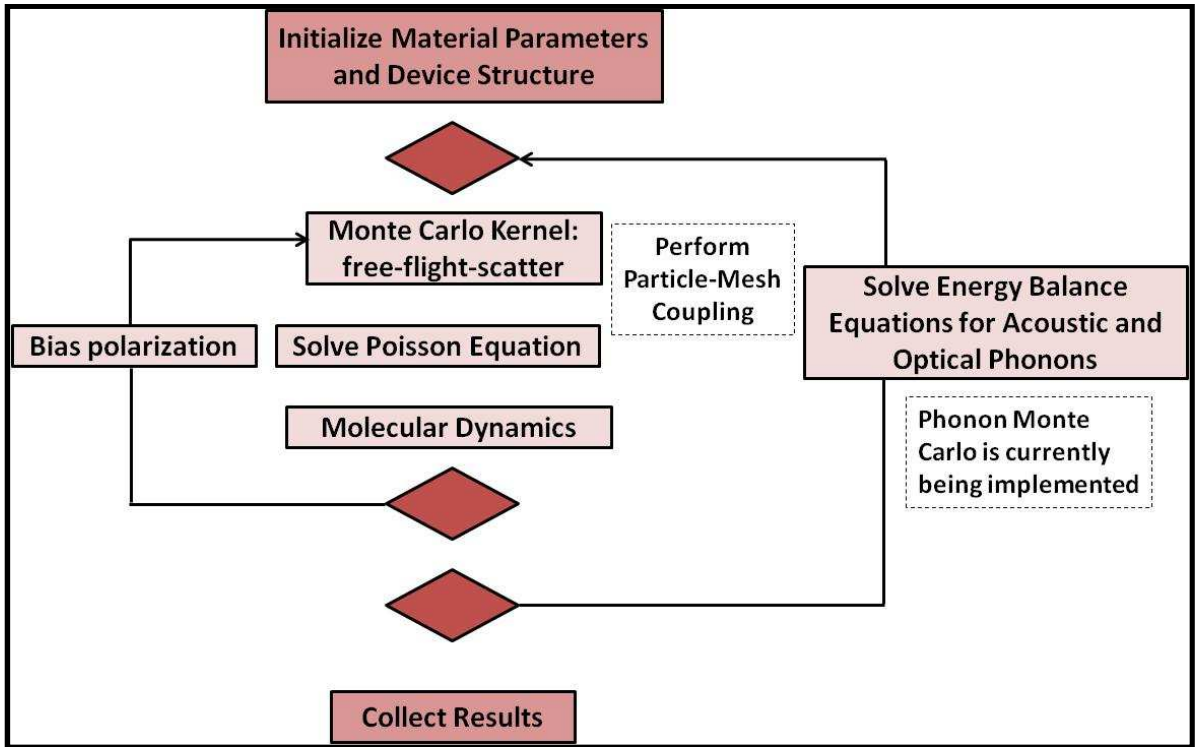 Initialize Material Parameters
and Device Structure
Monte Carlo Kernel:
free-flight-scatter
Perform
Particle-Mesh
Coupling
Solve Energy Balance
Equations for Acoustic and
Optical Phonons
Bias polarization
Solve Poisson Equation
Molecular Dynamics
Phonon Monte
Carlo is currently
being implemented
Collect Results